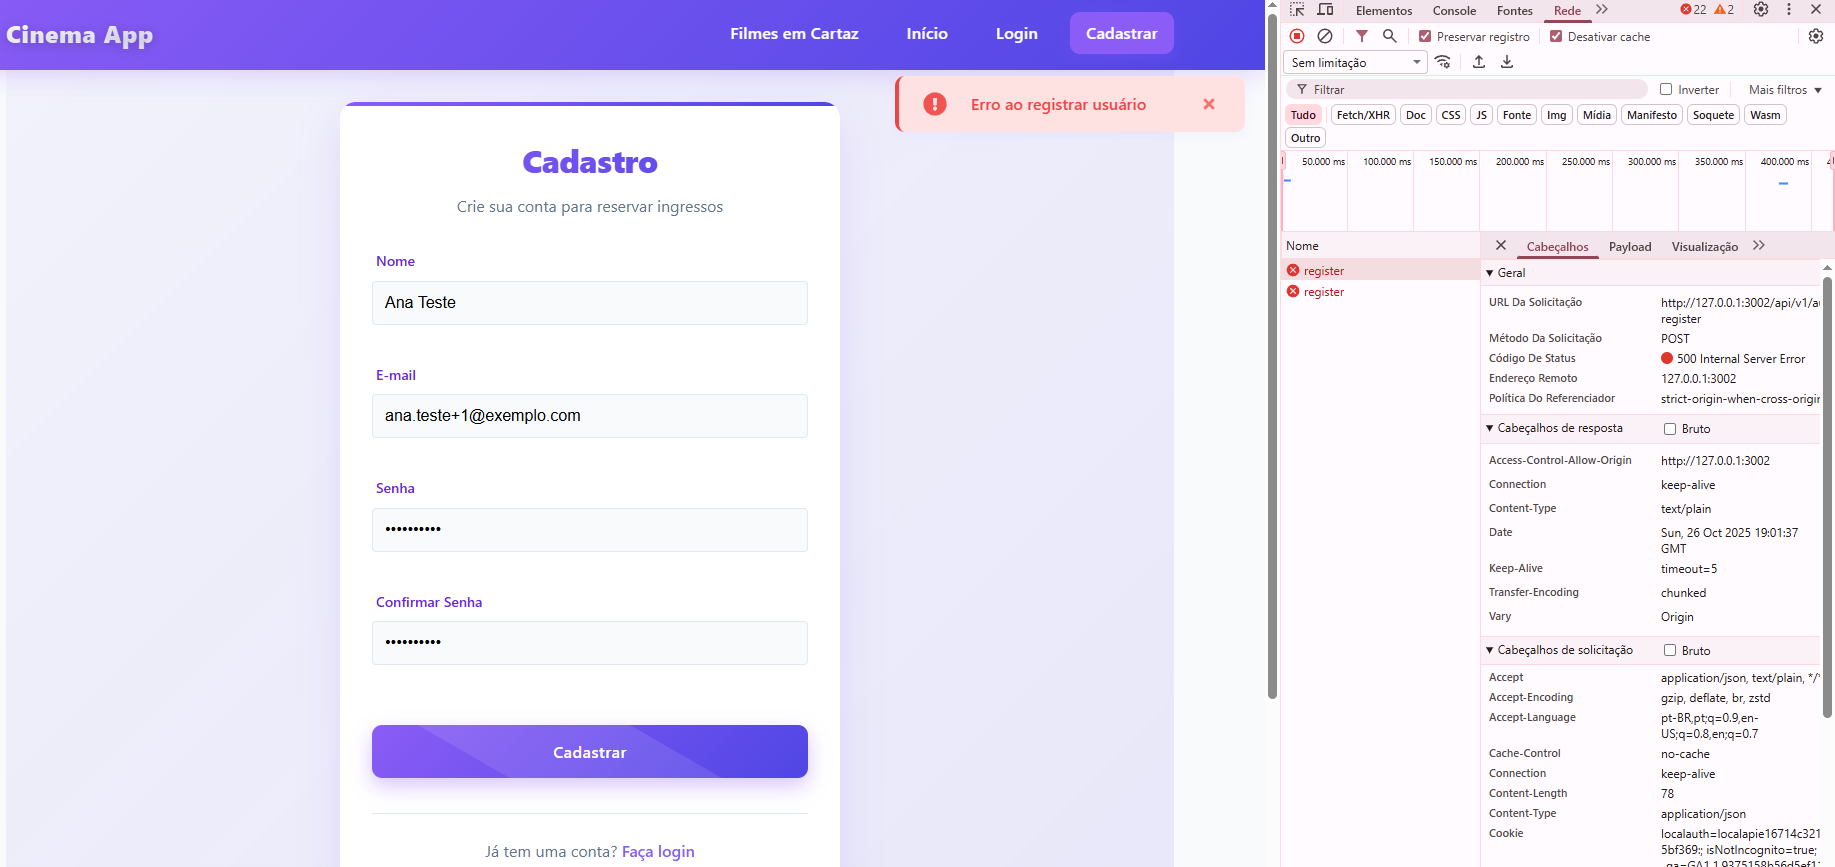 Cinema App
Filmes em Cartaz
Início
Login
Cadastrar
Erro ao registrar usuário
Cadastro
Crie sua conta para reservar ingressos
Nome
Ana Teste
E-mail
ana.teste+1@exemplo.com
Senha
••••••••••
Confirmar Senha
••••••••••
Cadastrar
Já tem uma conta? Faça login
Elementos
Console
Fontes
Rede
22
2
Preservar registro
Desativar cache
Sem limitação
Filtrar
Inverter
Mais filtros
Tudo
Fetch/XHR
Doc
CSS
JS
Fonte
Img
Mídia
Manifesto
Soquete
Wasm
Outro
50.000 ms
100.000 ms
150.000 ms
200.000 ms
250.000 ms
300.000 ms
350.000 ms
400.000 ms
Nome
register
register
Cabeçalhos
Payload
Visualização
Geral
URL Da Solicitação
http://127.0.0.1:3002/api/v1/a
register
Método Da Solicitação
POST
Código De Status
500 Internal Server Error
Endereço Remoto
127.0.0.1:3002
Política Do Referenciador
strict-origin-when-cross-origin
Cabeçalhos de resposta
Bruto
Access-Control-Allow-Origin
http://127.0.0.1:3002
Connection
keep-alive
Content-Type
text/plain
Date
Sun, 26 Oct 2025 19:01:37
GMT
Keep-Alive
timeout=5
Transfer-Encoding
chunked
Vary
Origin
Cabeçalhos de solicitação
Bruto
Accept
application/json, text/plain, */*
Accept-Encoding
gzip, deflate, br, zstd
Accept-Language
pt-BR,pt;q=0.9,en-
US;q=0.8,en;q=0.7
Cache-Control
no-cache
Connection
keep-alive
Content-Length
78
Content-Type
application/json
Cookie
localauth=localapie16714c321
5bf369:; isNotIncognito=true;